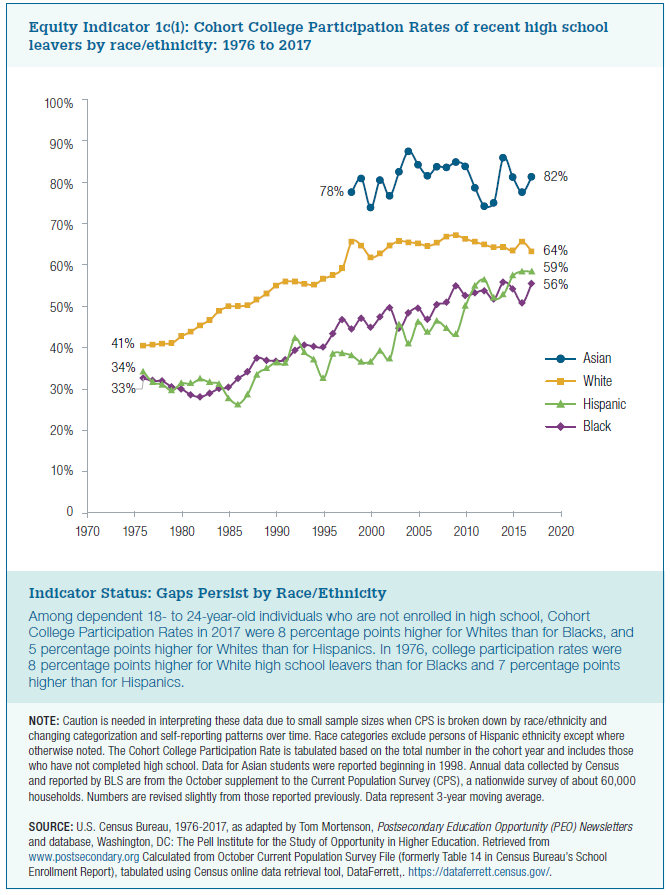 Equity Indicator 1c(i): Cohort College Participation Rates of recent high school
leavers by race/ethnicity: 1976 to 2017
100%
90%
80%
70%
60%
50%
40%
30%
20%
10%
0
78%
82%
64%
59%
56%
41%
34%
33%
Asian
White
Hispanic
Black
1970 1975 1980 1985 1990 1995 2000 2005 2010 2015 2020
Indicator Status: Gaps Persist by Race/Ethnicity
Among dependent 18- to 24-year-old individuals who are not enrolled in high school, Cohort
College Participation Rates in 2017 were 8 percentage points higher for Whites than for Blacks, and
5 percentage points higher for Whites than for Hispanics. In 1976, college participation rates were
8 percentage points higher for White high school leavers than for Blacks and 7 percentage points
higher than for Hispanics.
NOTE: Caution is needed in interpreting these data due to small sample sizes when CPS is broken down by race/ethnicity and
changing categorization and self-reporting patterns over time. Race categories exclude persons of Hispanic ethnicity except where
otherwise noted. The Cohort College Participation Rate is tabulated based on the total number in the cohort year and includes those
who have not completed high school. Data for Asian students were reported beginning in 1998. Annual data collected by Census
and reported by BLS are from the October supplement to the Current Population Survey (CPS), a nationwide survey of about 60,000
households. Numbers are revised slightly from those reported previously. Data represent 3-year moving average.
SOURCE: U.S. Census Bureau, 1976-2017, as adapted by Tom Mortenson, Postsecondary Education Opportunity (PEO) Newsletters
and database, Washington, DC: The Pell Institute for the Study of Opportunity in Higher Education. Retrieved from
www.postsecondary.org Calculated from October Current Population Survey File (formerly Table 14 in Census Bureau's School
Enrollment Report), tabulated using Census online data retrieval tool, DataFerrett,. https://dataferrett.census.gov/.